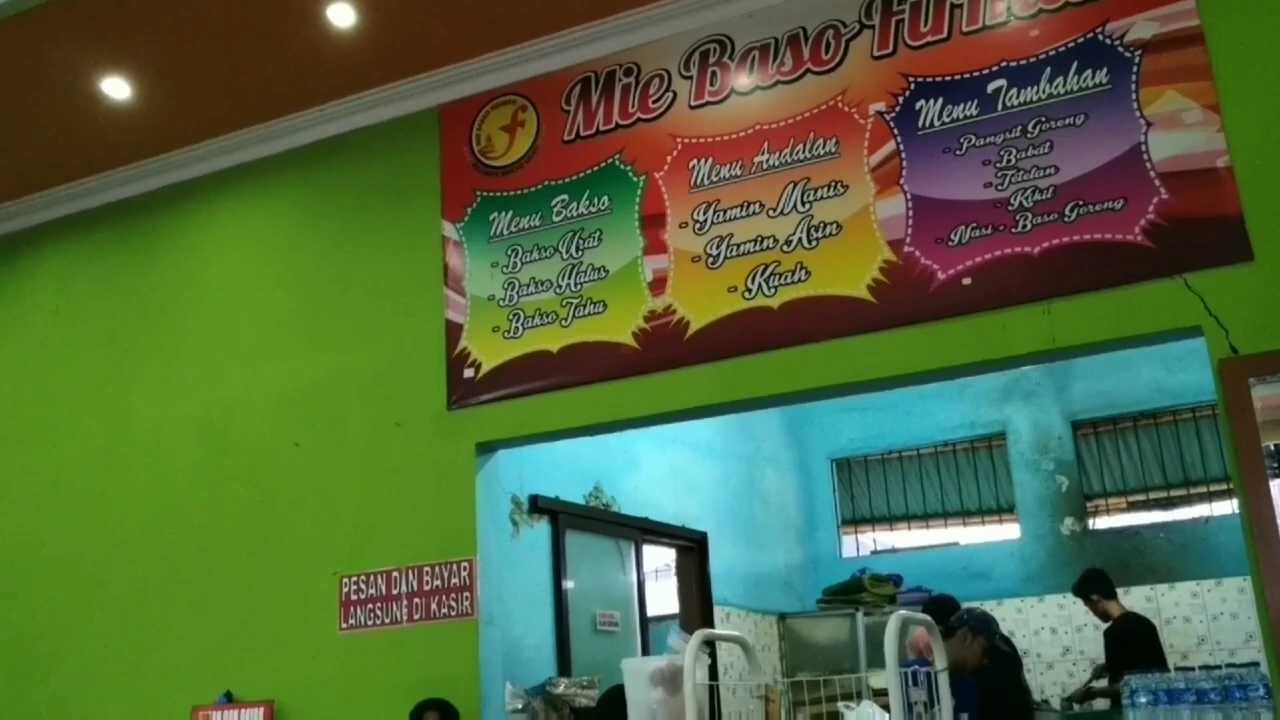 Mie Baso
Menu Bakso
- Bakso Urat
- Bakso Halus
- Bakso Tahu
Menu Andalan
- Yamin Manis
- Yamin Asin
- Kuah
Menu Tambahan
- Pangsit Goreng
- Babat
- Tetelan
- Kikil
- Nasi + Baso Goreng
PESAN DAN BAYAR
LANGSUNG DI KASIR